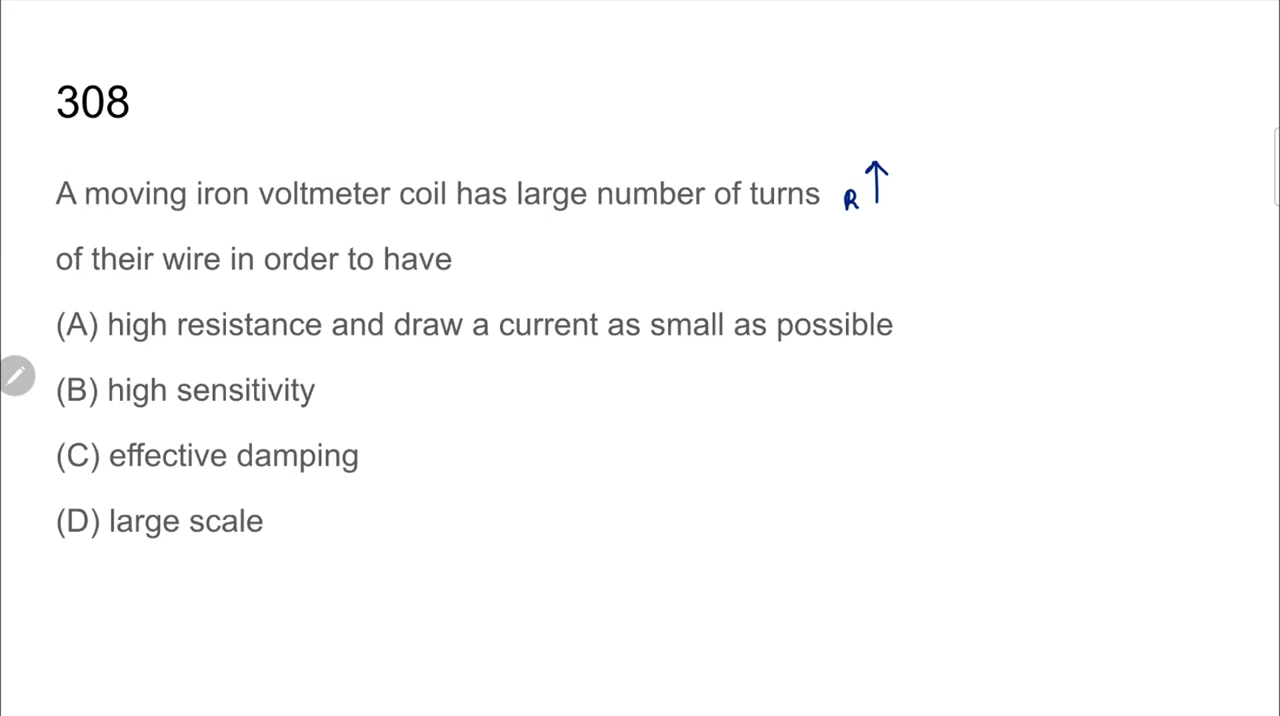 308
A moving iron voltmeter coil has large number of turns R↑
of their wire in order to have
(A) high resistance and draw a current as small as possible
(B) high sensitivity
(C) effective damping
(D) large scale